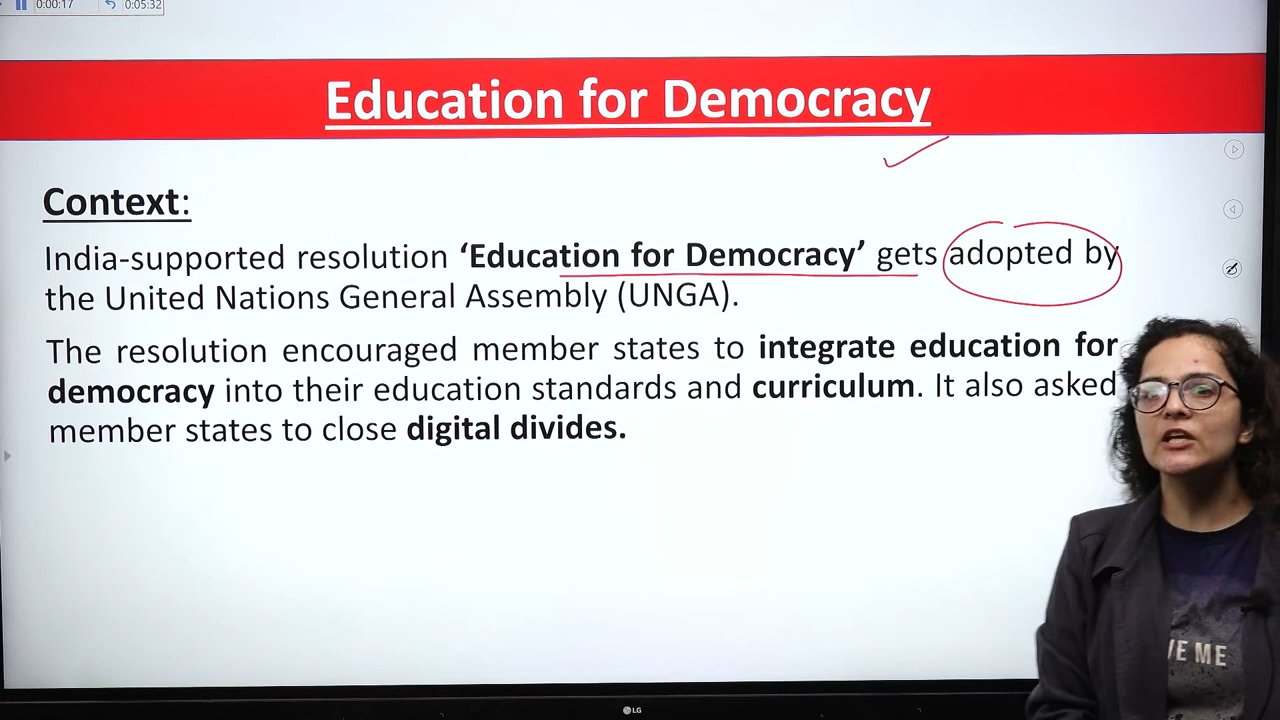 0:00:17 0:05:32
Education for Democracy
Context:
India-supported resolution ‘Education for Democracy’ gets adopted by
the United Nations General Assembly (UNGA).
The resolution encouraged member states to integrate education for
democracy into their education standards and curriculum. It also asked
member states to close digital divides.
VE ME
LG